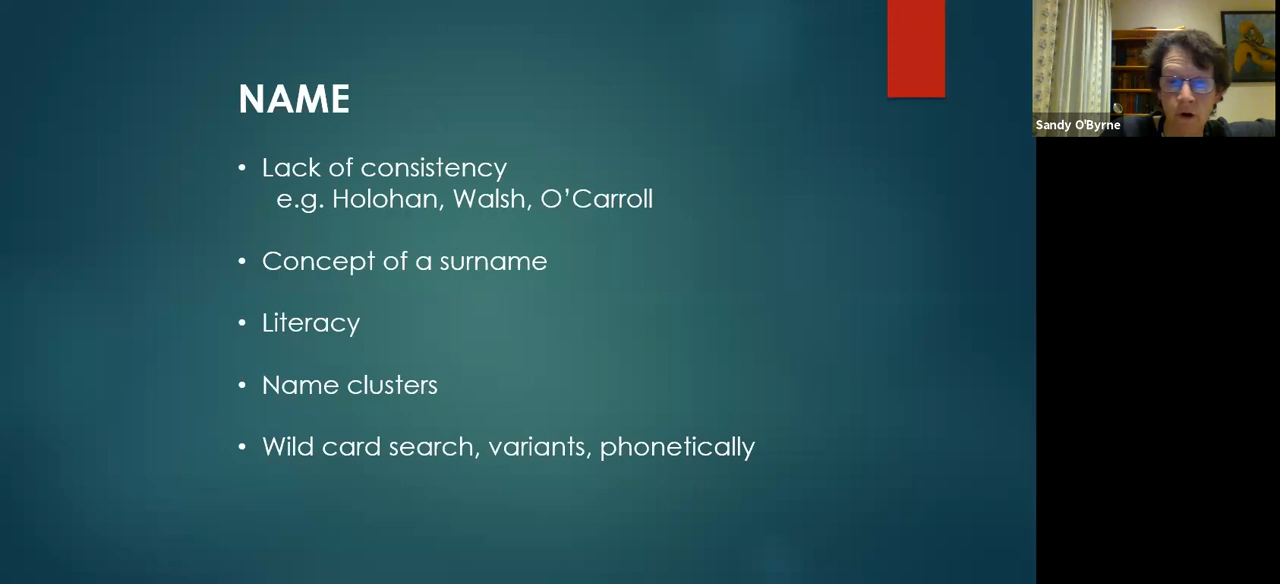 NAME
• Lack of consistency
e.g. Holohan, Walsh, O’Carroll
• Concept of a surname
• Literacy
• Name clusters
• Wild card search, variants, phonetically
Sandy O'Byrne